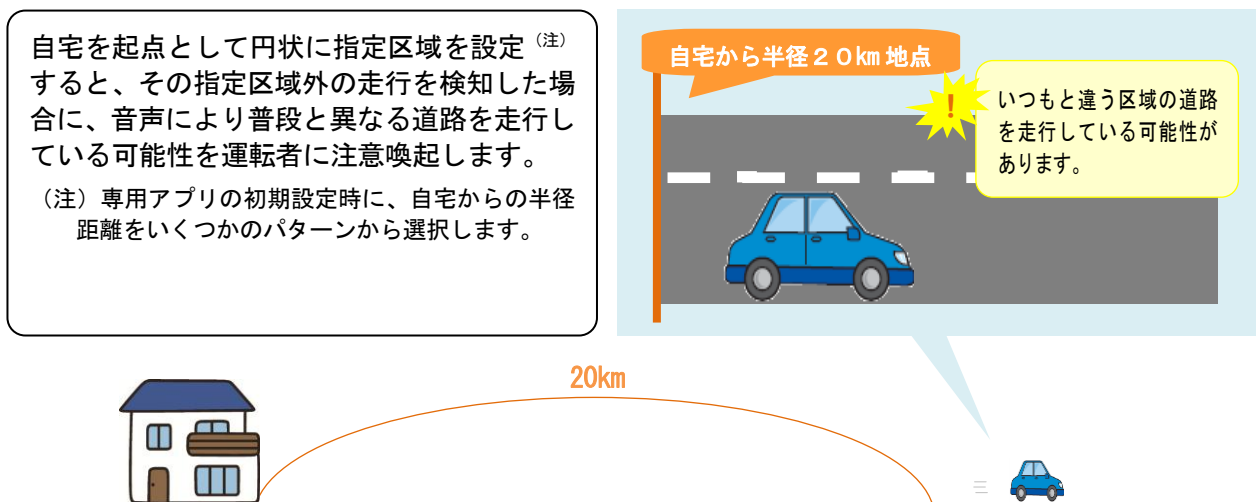 自宅を起点として円状に指定区域を設定（注）
すると、その指定区域外の走行を検知した場
合に、音声により普段と異なる道路を走行し
ている可能性を運転者に注意喚起します。
（注）専用アプリの初期設定時に、自宅からの半径
距離をいくつかのパターンから選択します。
自宅から半径２０㎞地点
！
いつもと違う区域の道路
を走行している可能性が
あります。
20km